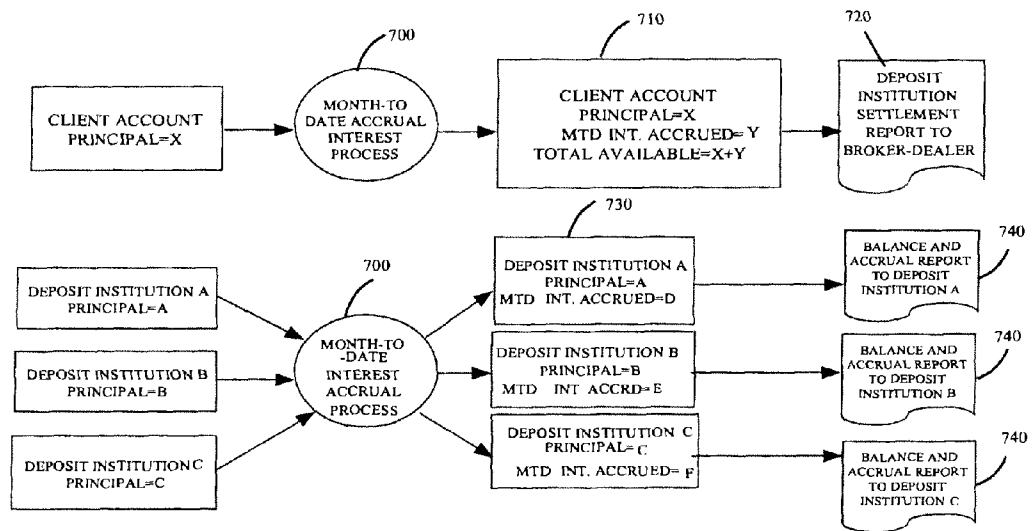 700
710
720
CLIENT ACCOUNT
PRINCIPAL=X
MONTH-TO
DATE ACCRUAL
INTEREST
PROCESS
CLIENT ACCOUNT
PRINCIPAL=X
MTD INT. ACCRUED= Y
TOTAL AVAILABLE=X+Y
DEPOSIT
INSTITUTION
SETTLEMENT
REPORT TO
BROKER-DEALER
700
730
740
DEPOSIT INSTITUTION A
PRINCIPAL=A
DEPOSIT INSTITUTION B
PRINCIPAL=B
DEPOSIT INSTITUTION C
PRINCIPAL=C
MONTH-TO
-DATE
INTEREST
ACCRUAL
PROCESS
DEPOSIT INSTITUTION A
PRINCIPAL=A
MTD INT. ACCRUED=D
DEPOSIT INSTITUTION B
PRINCIPAL=B
MTD INT ACCRD=E
DEPOSIT INSTITUTION C
PRINCIPAL= C
MTD INT. ACCRUED= F
BALANCE AND
ACCRUAL REPORT
TO DEPOSIT
INSTITUTION A
740
BALANCE AND
ACCRUAL REPORT
TO DEPOSIT
INSTITUTION B
740
BALANCE AND
ACCRUAL REPORT
TO DEPOSIT
INSTITUTION C